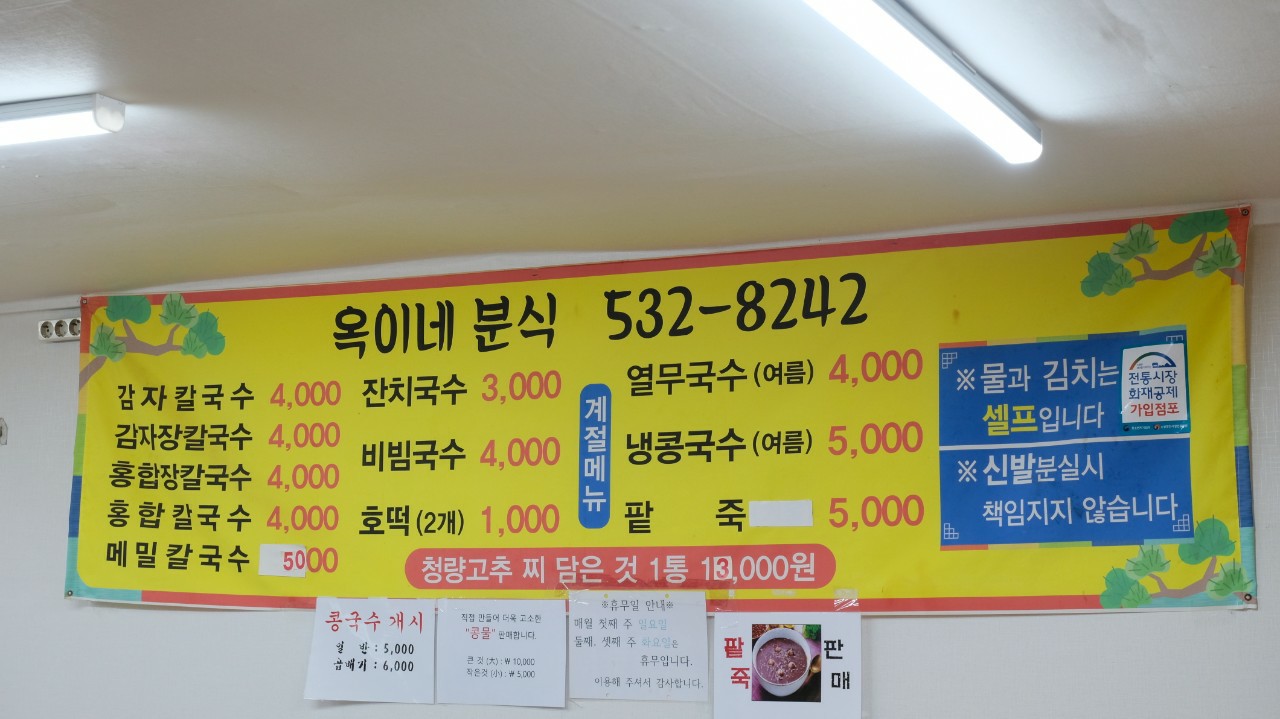 옥이네 분식 532-8242
감자칼국수 4,000
감자장칼국수 4,000
홍합장칼국수 4,000
홍합칼국수 4,000
메밀칼국수 5000
잔치국수 3,000
비빔국수 4,000
호떡(2개) 1,000
계절메뉴
열무국수(여름) 4,000
냉콩국수(여름) 5,000
팥 죽 5,000
청량고추 찌 담은 것 1통 13,000원
※물과 김치는
셀프입니다
※신발분실시
책임지지 않습니다
전통시장
화재공제
가입점포
콩국수 개시
일 반 : 5,000
곱배기 : 6,000
직접 만들어 더욱 고소한
"콩물" 판매합니다.
큰 것 (大) : ₩ 10,000
작은것 (小) : ₩ 5,000
※휴무일 안내※
매월 첫째 주 일요일
둘째, 셋째 주 화요일은
휴무입니다.
이용해 주셔서 감사합니다.
팥죽 판매